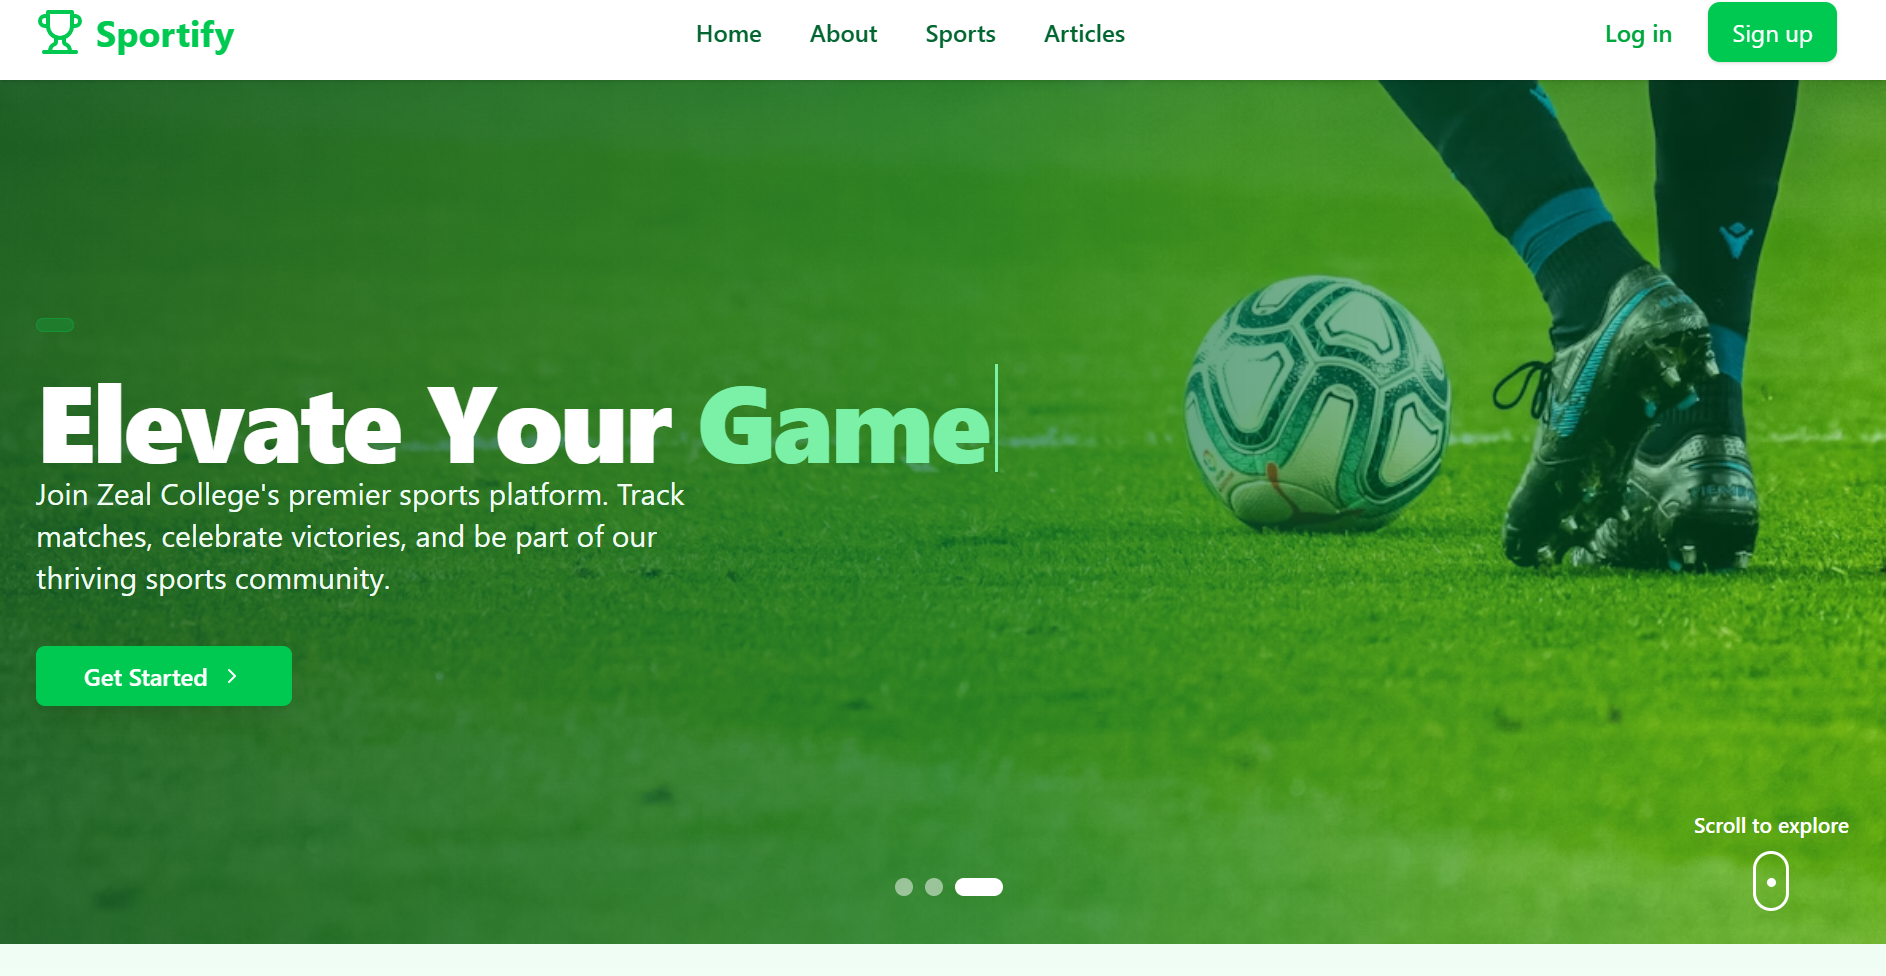 Sportify
Home
About
Sports
Articles
Log in
Sign up
Elevate Your Game
Join Zeal College's premier sports platform. Track
matches, celebrate victories, and be part of our
thriving sports community.
Get Started
Scroll to explore